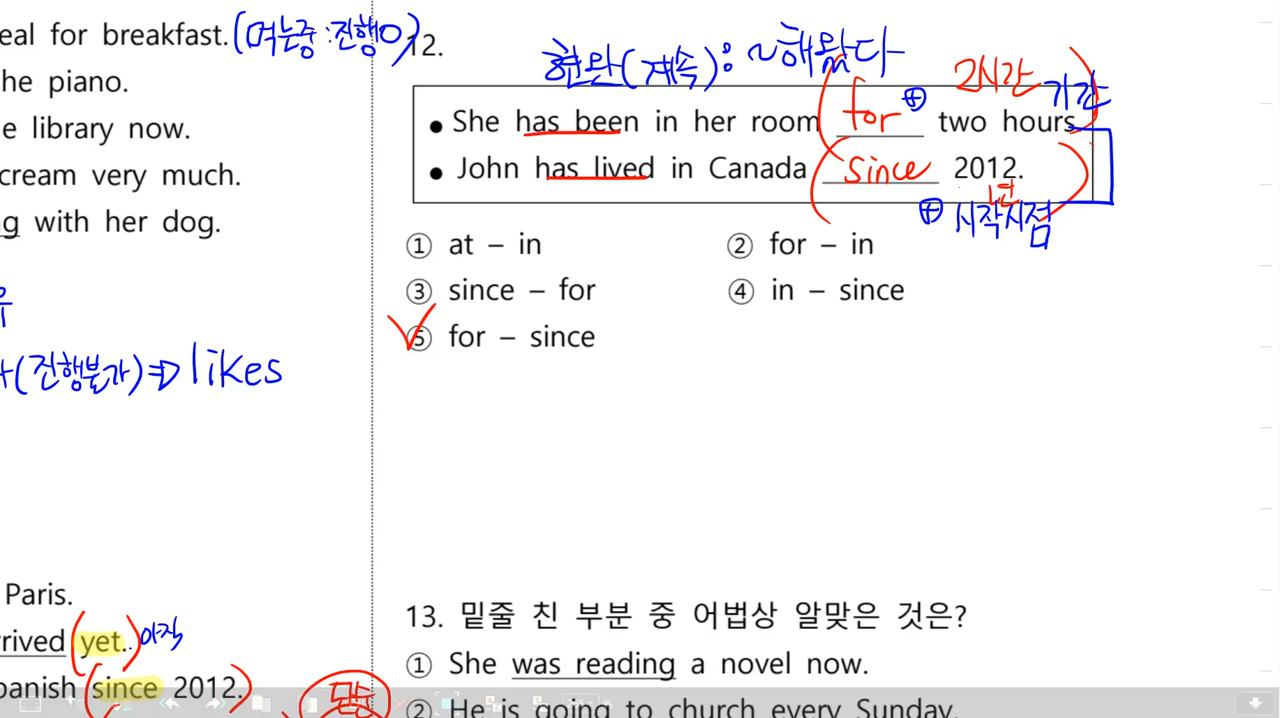 eal for breakfast. (먹는중:진행O)
he piano.
e library now.
cream very much.
g with her dog.
유
(진행불가)⇒ likes
Paris.
rrived yet.. 아직
panish since 2012.
12.
현완(계속): ~해왔다
2시간
⊕ 기간
● She has been in her room for two hours.
● John has lived in Canada since 2012.
년
⊕ 시작시점
① at – in
② for – in
③ since – for
④ in – since
⑤ for – since
13. 밑줄 친 부분 중 어법상 알맞은 것은?
① She was reading a novel now.
② He is going to church every Sunday.